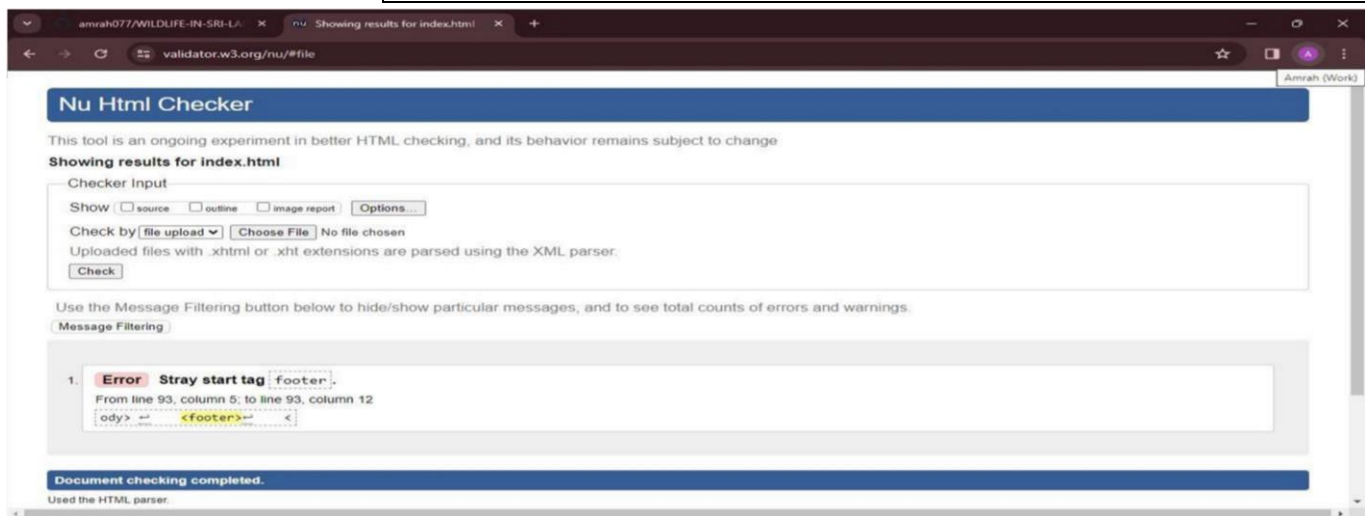 amrah077/WILDLIFE-IN-SRI-LA
nu Showing results for index.html
validator.w3.org/nu/#file
A
Amrah (Work)
Nu Html Checker
This tool is an ongoing experiment in better HTML checking, and its behavior remains subject to change
Showing results for index.html
Checker Input
Show source outline image report Options...
Check by file upload Choose File No file chosen
Uploaded files with .xhtml or .xht extensions are parsed using the XML parser.
Check
Use the Message Filtering button below to hide/show particular messages, and to see total counts of errors and warnings.
Message Filtering
1. Error Stray start tag footer.
From line 93, column 5; to line 93, column 12
ody> ↩ <footer>↩ <
Document checking completed.
Used the HTML parser.